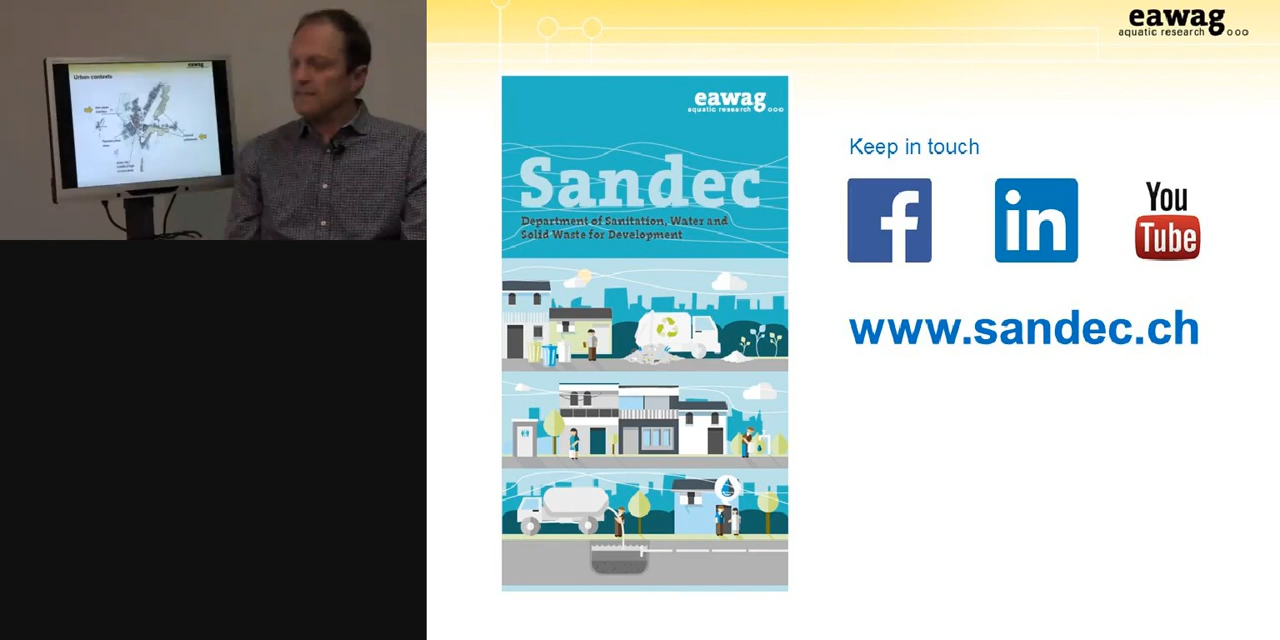 Urban contexts
eawag
eawag
aquatic research
eawag
aquatic research
Sandec
Department of Sanitation, Water and
Solid Waste for Development
Keep in touch
f
in
You
Tube
www.sandec.ch